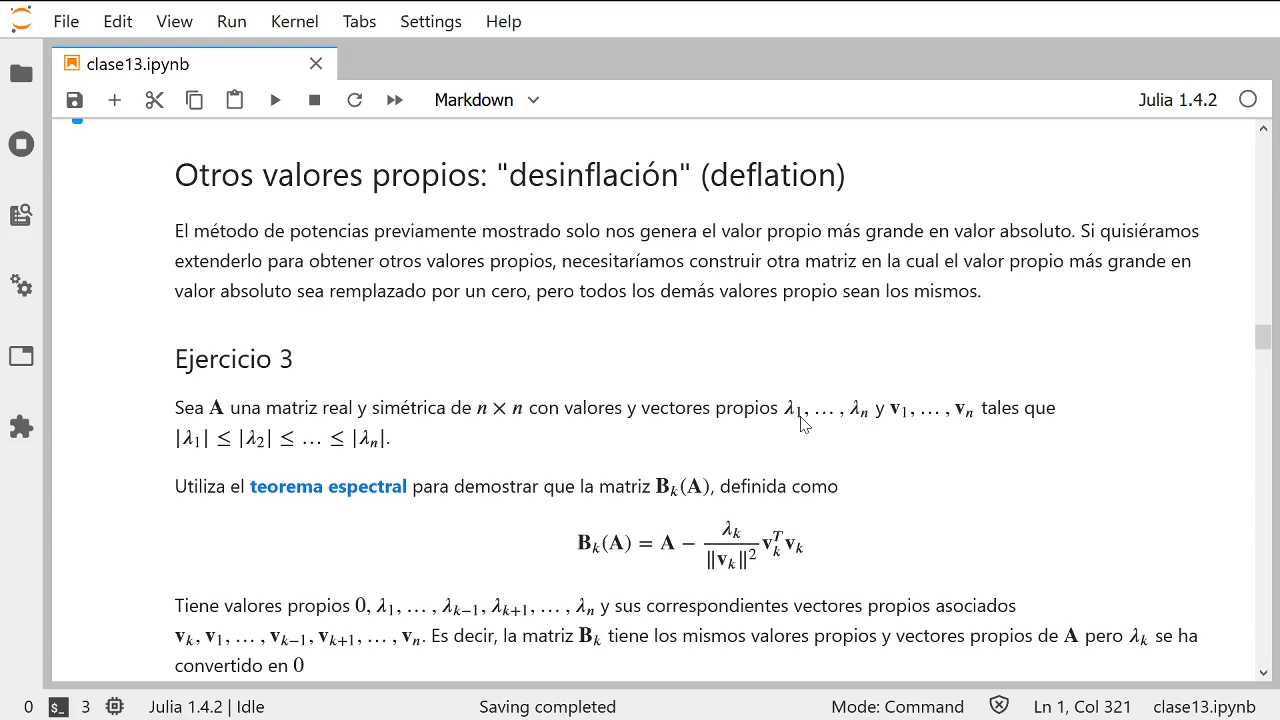 File Edit View Run Kernel Tabs Settings Help
clase13.ipynb
Markdown
Julia 1.4.2
Otros valores propios: "desinflación" (deflation)
El método de potencias previamente mostrado solo nos genera el valor propio más grande en valor absoluto. Si quisiéramos
extenderlo para obtener otros valores propios, necesitaríamos construir otra matriz en la cual el valor propio más grande en
valor absoluto sea remplazado por un cero, pero todos los demás valores propio sean los mismos.
Ejercicio 3
Sea A una matriz real y simétrica de n × n con valores y vectores propios λ₁, … , λₙ y v₁, … , vₙ tales que
|λ₁| ≤ |λ₂| ≤ … ≤ |λₙ|.
Utiliza el teorema espectral para demostrar que la matriz Bₖ(A), definida como
Bₖ(A) = A − λₖ/‖vₖ‖² vₖᵀvₖ
Tiene valores propios 0, λ₁, … , λₖ₋₁, λₖ₊₁, … , λₙ y sus correspondientes vectores propios asociados
vₖ, v₁, … , vₖ₋₁, vₖ₊₁, … , vₙ. Es decir, la matriz Bₖ tiene los mismos valores propios y vectores propios de A pero λₖ se ha
convertido en 0
0 $_ 3 Julia 1.4.2 | Idle Saving completed Mode: Command Ln 1, Col 321 clase13.ipynb